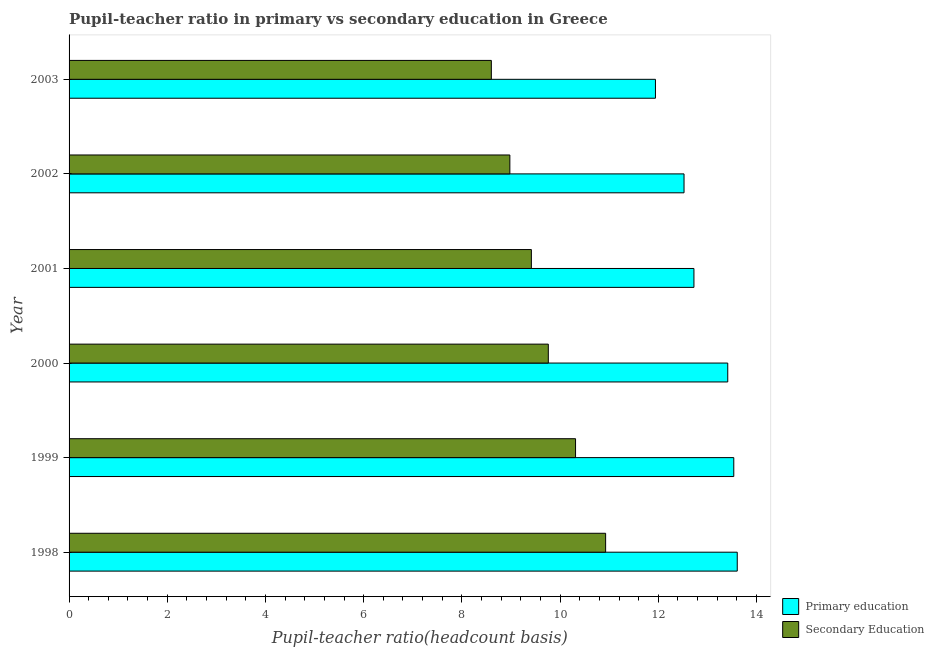 Pupil-teacher ratio in primary vs secondary education in Greece
2003
2002
2001
2000
1999
1998
Year
0 2 4 6 8 10 12 14
Pupil-teacher ratio(headcount basis)
Primary education
Secondary Education